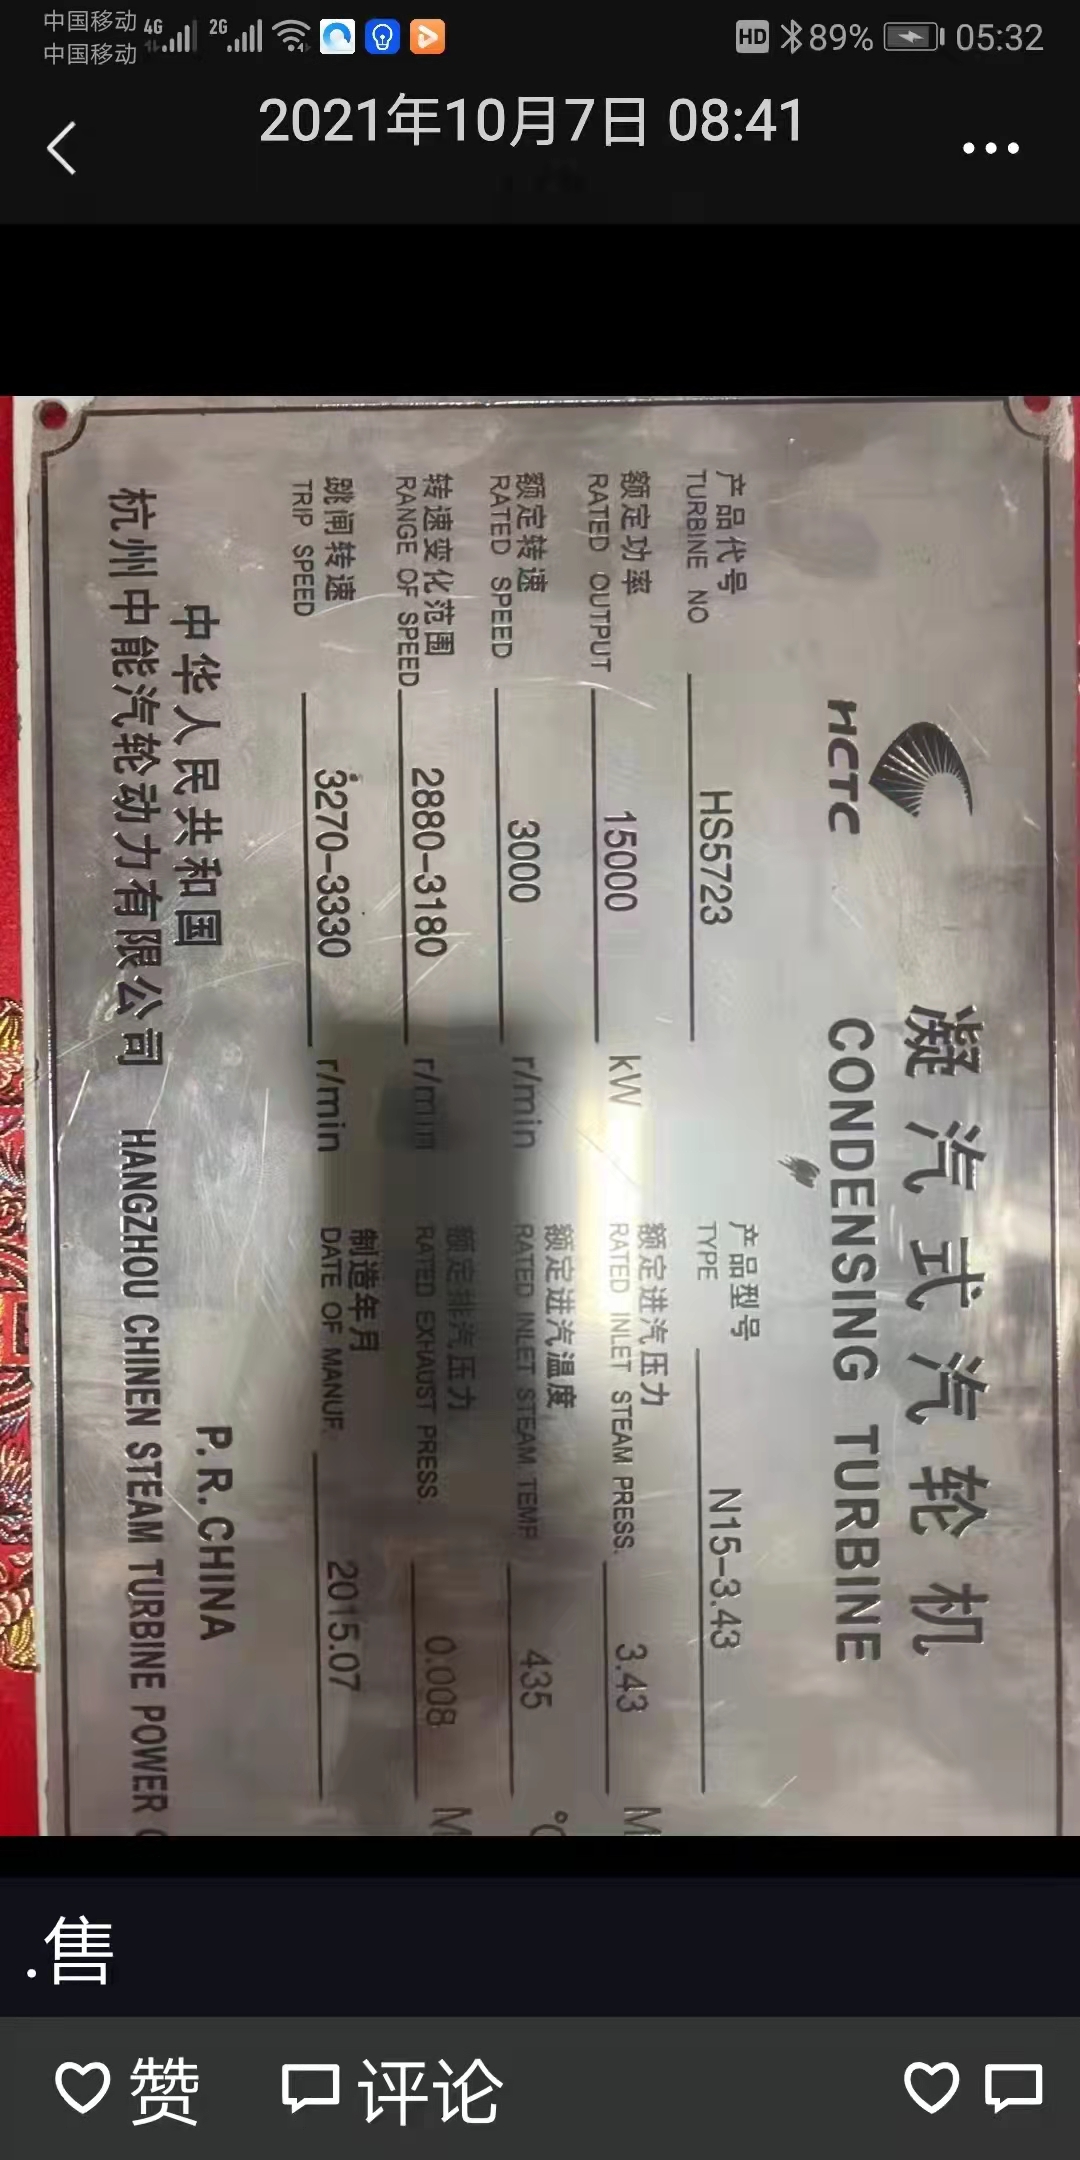 中国移动 4G 2G HD 89% 05:32
中国移动
2021年10月7日 08:41
凝汽式汽轮机
HCTC CONDENSING TURBINE
产品代号 HS5723 产品型号 N15-3.43
TURBINE NO TYPE
额定功率 15000 kW 额定进汽压力 3.43
RATED OUTPUT RATED INLET STEAM PRESS.
额定转速 3000 r/min 额定进汽温度 435 °C
RATED SPEED RATED INLET STEAM TEMP.
转速变化范围 2880-3180 r/min 额定排汽压力 0.008
RANGE OF SPEED RATED EXHAUST PRESS.
跳闸转速 3270-3330 r/min 制造年月 2015.07
TRIP SPEED DATE OF MANUF.
中华人民共和国 P.R.CHINA
杭州中能汽轮动力有限公司 HANGZHOU CHINEN STEAM TURBINE POWER
.售
赞 评论